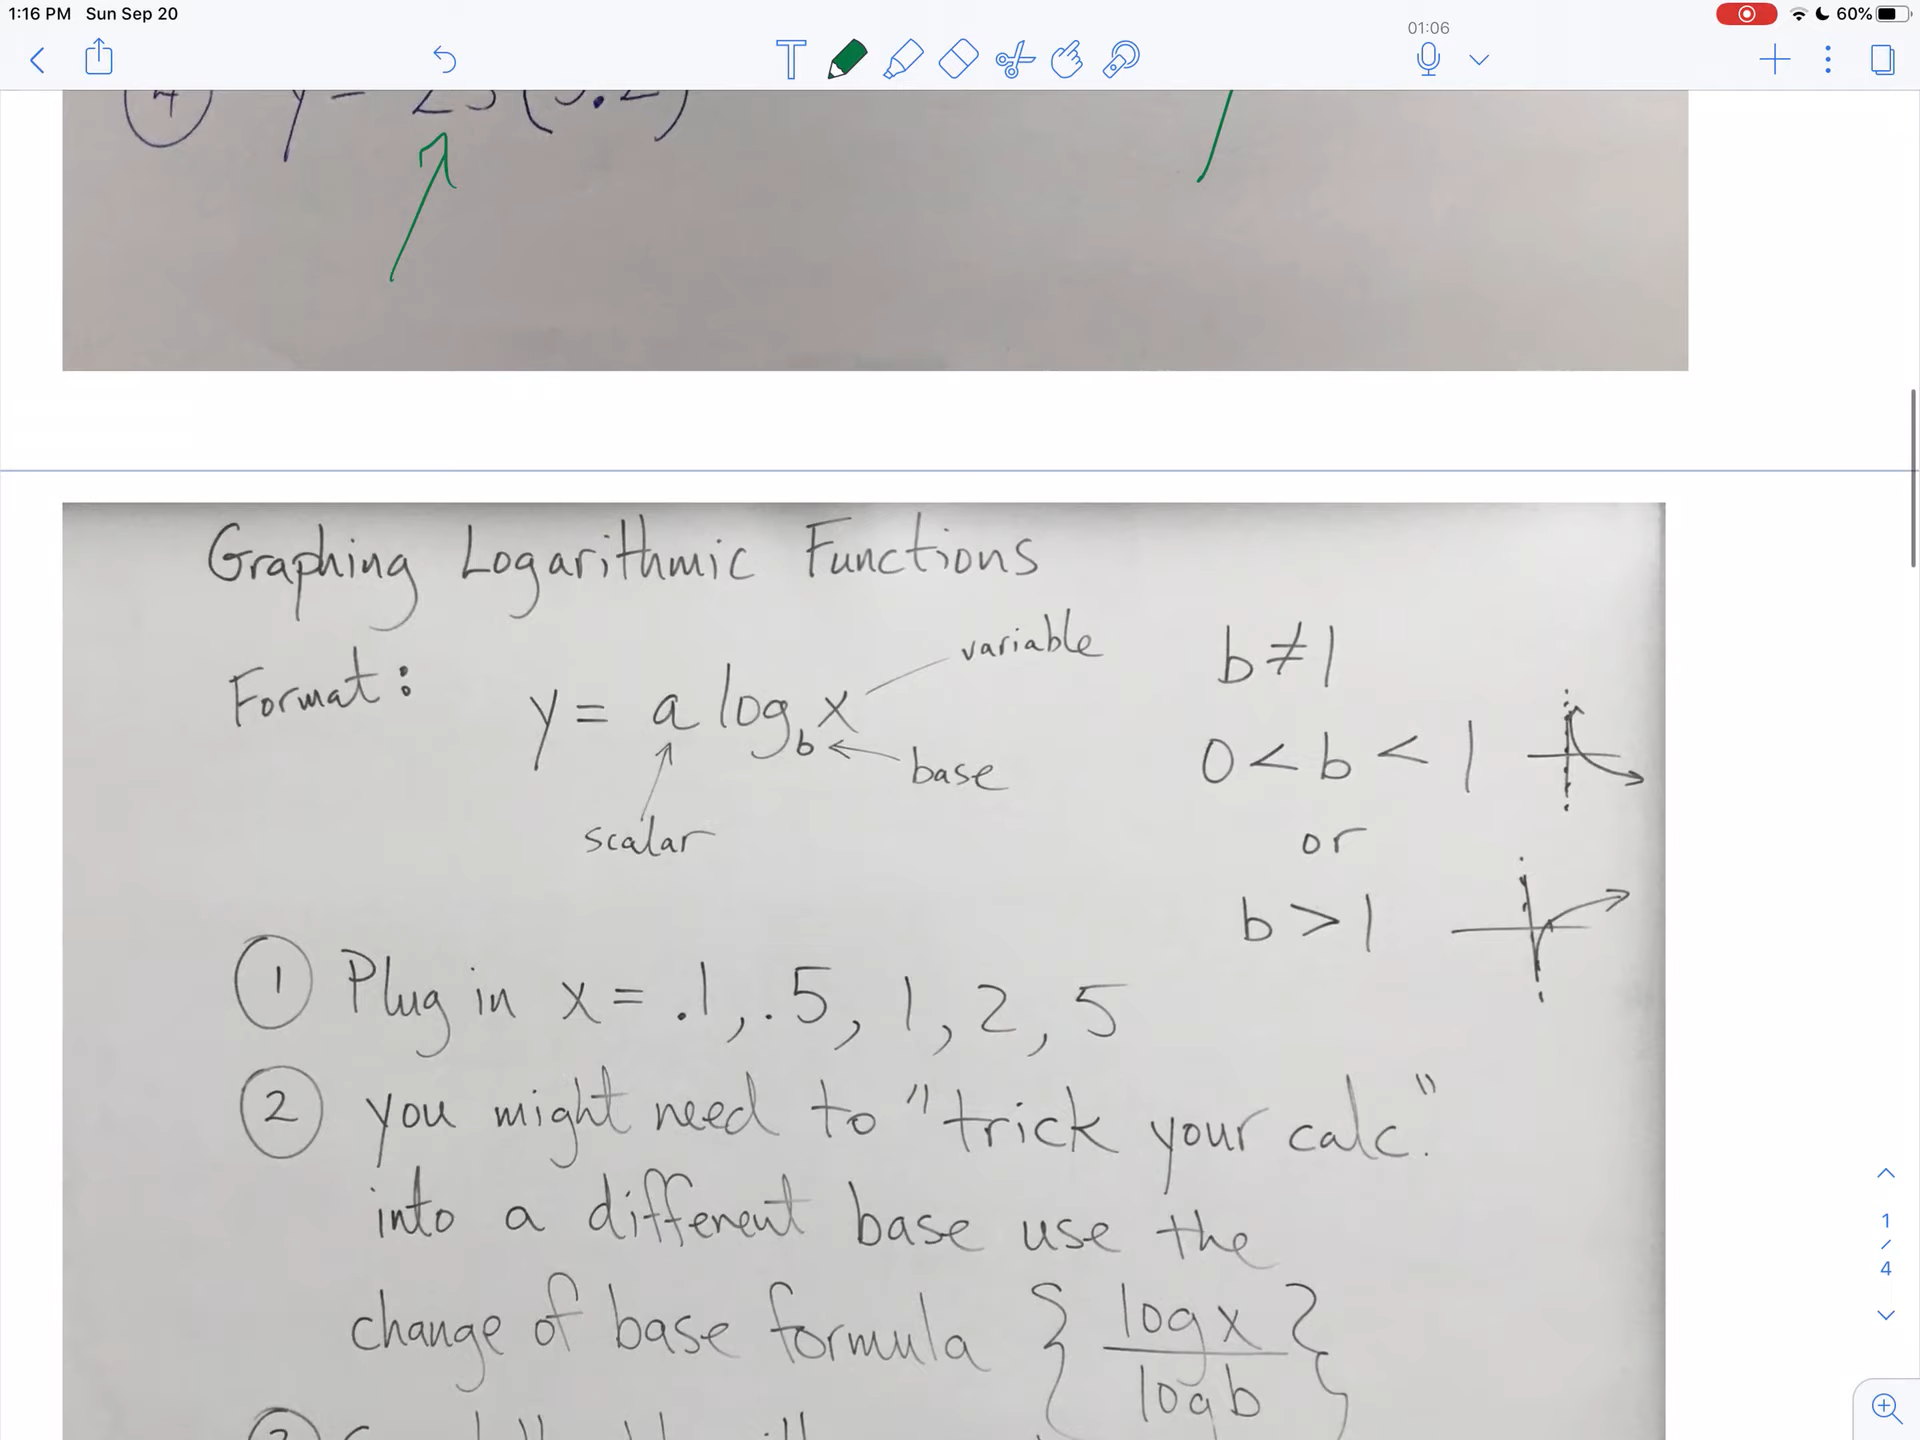 1:16 PM Sun Sep 20
60%
01:06
4 y =
Graphing Logarithmic Functions
Format: y = a log_b x
variable
base
scalar
b ≠ 1
0 < b < 1
or
b > 1
① Plug in x = .1, .5, 1, 2, 5
② you might need to "trick your calc."
into a different base use the
change of base formula { log x / log b }
1
/
4